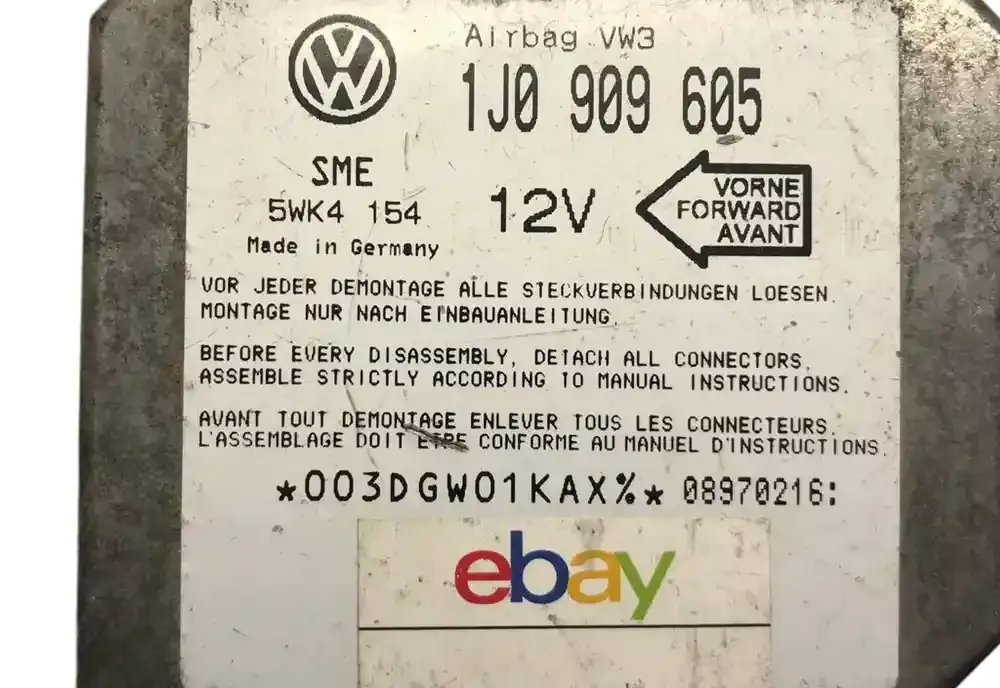 Airbag VW3
1J0 909 605
SME
5WK4 154
Made in Germany
12V
VORNE
FORWARD
AVANT
VOR JEDER DEMONTAGE ALLE STECKVERBINDUNGEN LOESEN.
MONTAGE NUR NACH EINBAUANLEITUNG.
BEFORE EVERY DISASSEMBLY, DETACH ALL CONNECTORS.
ASSEMBLE STRICTLY ACCORDING TO MANUAL INSTRUCTIONS.
AVANT TOUT DEMONTAGE ENLEVER TOUS LES CONNECTEURS.
L'ASSEMBLAGE DOIT ETRE CONFORME AU MANUEL D'INSTRUCTIONS.
*003DGW01KAX%* 08970216:
ebay